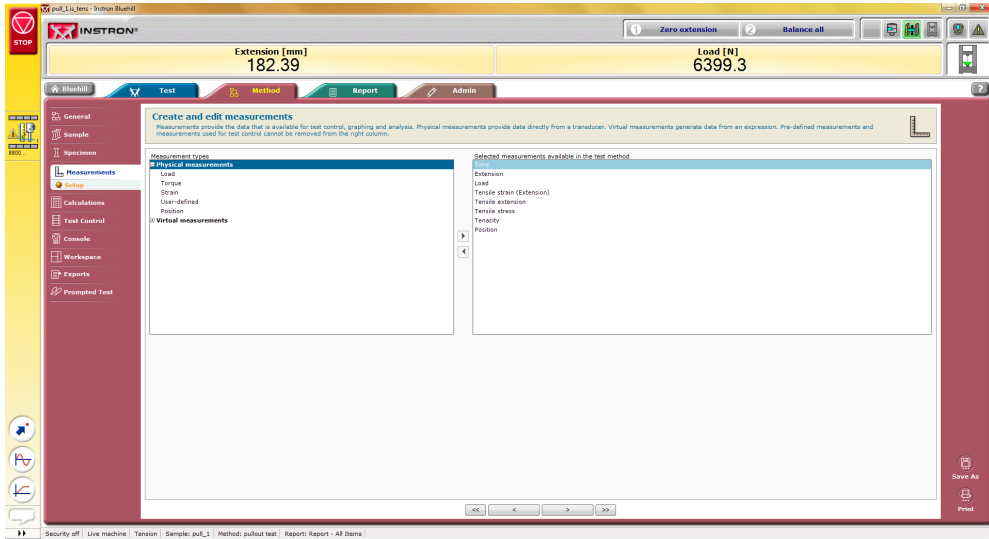 pull_1.is_tens - Instron Bluehill
STOP
INSTRON®
1 Zero extension 2 Balance all
Extension [mm]
182.39
Load [N]
6399.3
Bluehill
Test
Method
Report
Admin
?
8800...
General
Sample
Specimen
Measurements
Setup
Calculations
Test Control
Console
Workspace
Exports
Prompted Test
Create and edit measurements
Measurements provide the data that is available for test control, graphing and analysis. Physical measurements provide data directly from a transducer. Virtual measurements generate data from an expression. Pre-defined measurements and
measurements used for test control cannot be removed from the right column.
Measurement types
Physical measurements
Load
Torque
Strain
User-defined
Position
Virtual measurements
Selected measurements available in the test method
Time
Extension
Load
Tensile strain (Extension)
Tensile extension
Tensile stress
Tenacity
Position
<< < > >>
Save As
Print
Security off Live machine Tension Sample: pull_1 Method: pullout test Report: Report - All Items